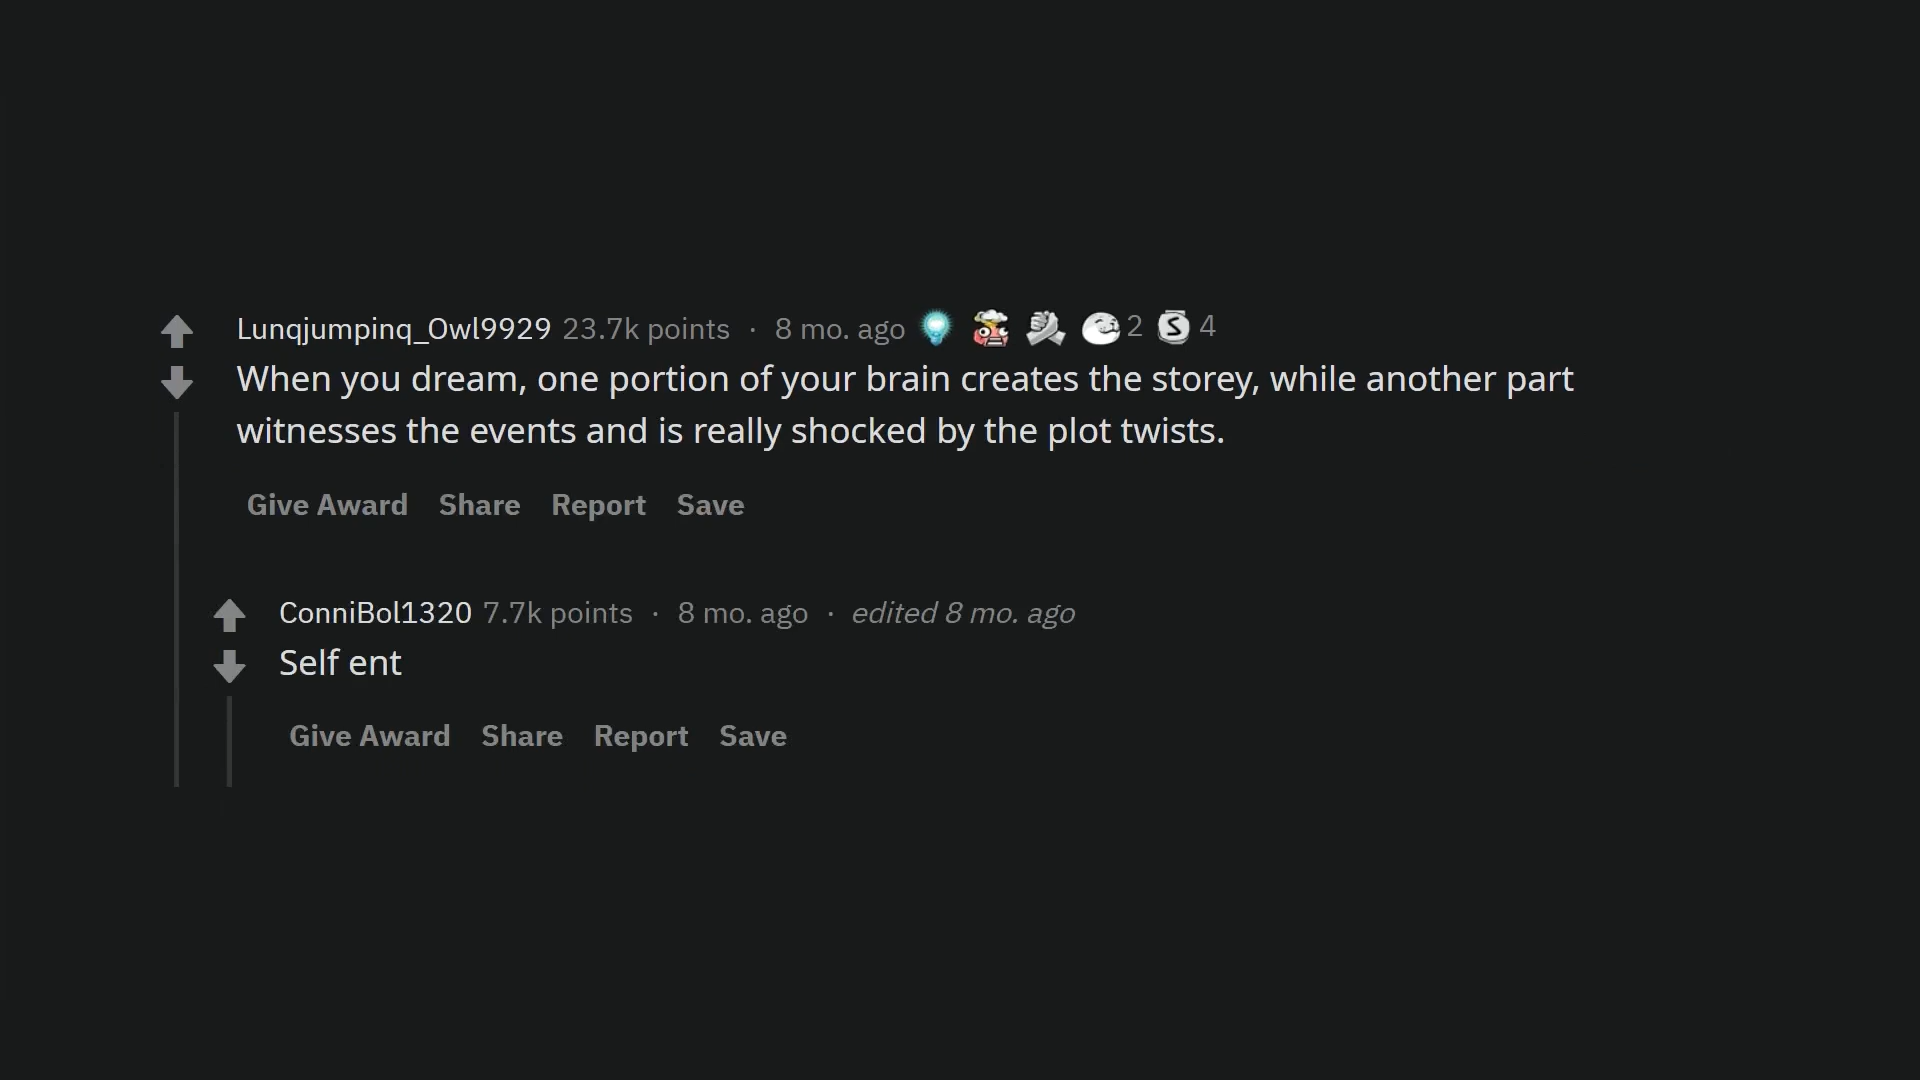 Lunqjumpinq_Owl9929 23.7k points · 8 mo. ago 2 4
When you dream, one portion of your brain creates the storey, while another part
witnesses the events and is really shocked by the plot twists.
Give Award Share Report Save
ConniBol1320 7.7k points · 8 mo. ago · edited 8 mo. ago
Self ent
Give Award Share Report Save